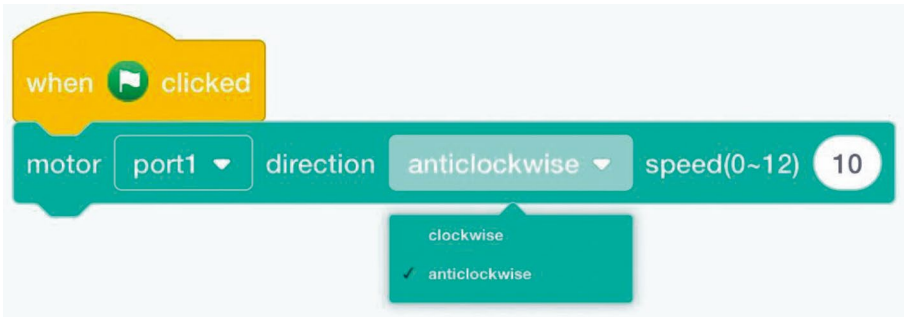 when clicked
motor port1 direction anticlockwise speed(0~12) 10
clockwise
✓ anticlockwise